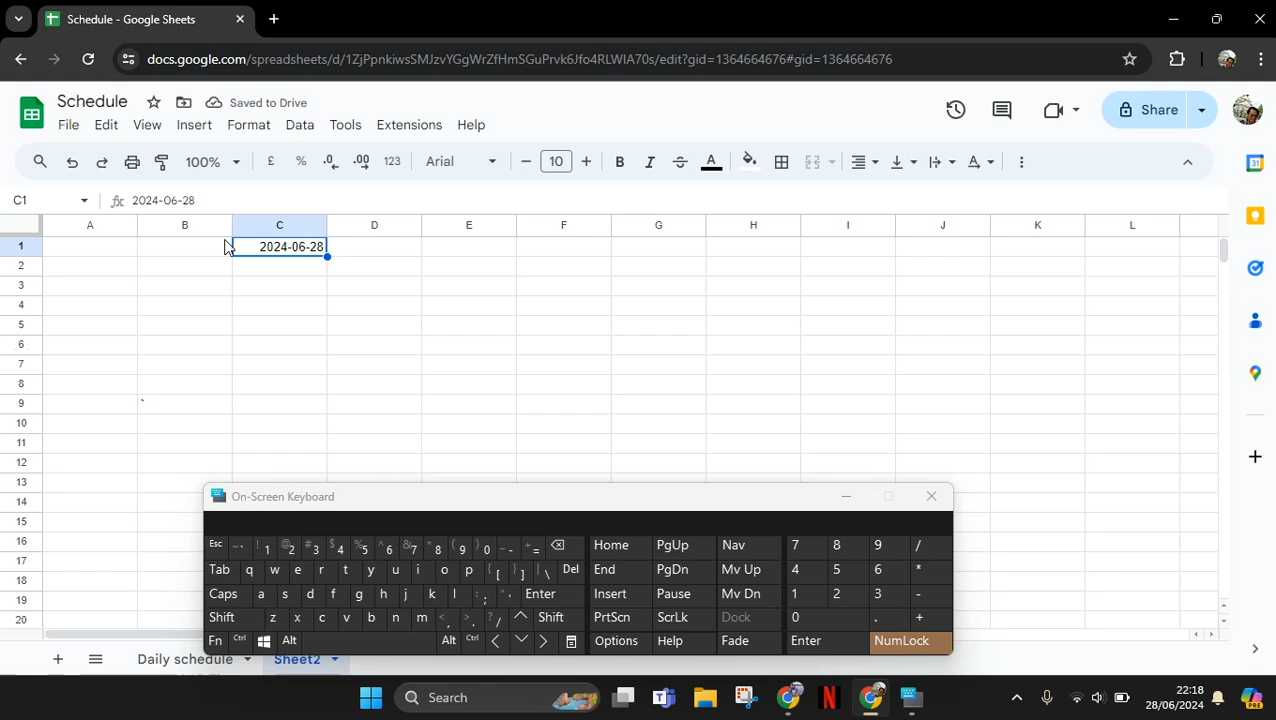 Schedule - Google Sheets
docs.google.com/spreadsheets/d/1ZjPpnkiwsSMJzvYGgWrZfHmSGuPrvk6Jfo4RLWIA70s/edit?gid=1364664676#gid=1364664676
Schedule Saved to Drive
File Edit View Insert Format Data Tools Extensions Help
Share
100% £ % .0 .00 123 Arial 10 B I S A
C1 fx 2024-06-28
A B C D E F G H I J K L
1 2024-06-28
2
3
4
5
6
7
8
9 `
10
11
12
13
14
15
16
17
18
19
20
On-Screen Keyboard
Esc ~` !1 @2 #3 $4 %5 ^6 &7 *8 (9 )0 _- += Home PgUp Nav 7 8 9 /
Tab q w e r t y u i o p {[ }] |\ Del End PgDn Mv Up 4 5 6 *
Caps a s d f g h j k l :; "' Enter Insert Pause Mv Dn 1 2 3 -
Shift z x c v b n m <, >. ?/ Shift PrtScn ScrLk Dock 0 . +
Fn Ctrl Alt Alt Ctrl Options Help Fade Enter NumLock
Daily schedule Sheet2
Search
22:18
28/06/2024
PRE